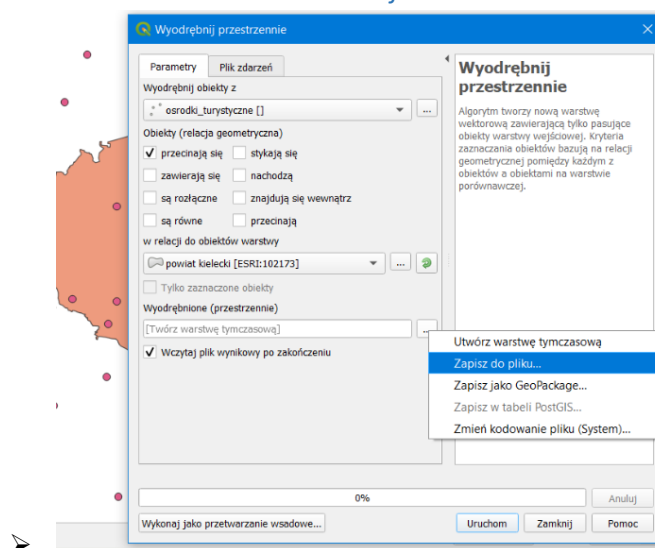 Wyodrębnij przestrzennie
Parametry
Plik zdarzeń
Wyodrębnij obiekty z
osrodki_turystyczne []
...
Obiekty (relacja geometryczna)
przecinają się
stykają się
zawierają się
nachodzą
są rozłączne
znajdują się wewnątrz
są równe
przecinają
w relacji do obiektów warstwy
powiat kielecki [ESRI:102173]
...
Tylko zaznaczone obiekty
Wyodrębnione (przestrzennie)
[Twórz warstwę tymczasową]
...
Wczytaj plik wynikowy po zakończeniu
Wyodrębnij
przestrzennie
Algorytm tworzy nową warstwę
wektorową zawierającą tylko pasujące
obiekty warstwy wejściowej. Kryteria
zaznaczania obiektów bazują na relacji
geometrycznej pomiędzy każdym z
obiektów a obiektami na warstwie
porównawczej.
Utwórz warstwę tymczasową
Zapisz do pliku...
Zapisz jako GeoPackage...
Zapisz w tabeli PostGIS...
Zmień kodowanie pliku (System)...
0%
Anuluj
Wykonaj jako przetwarzanie wsadowe...
Uruchom
Zamknij
Pomoc